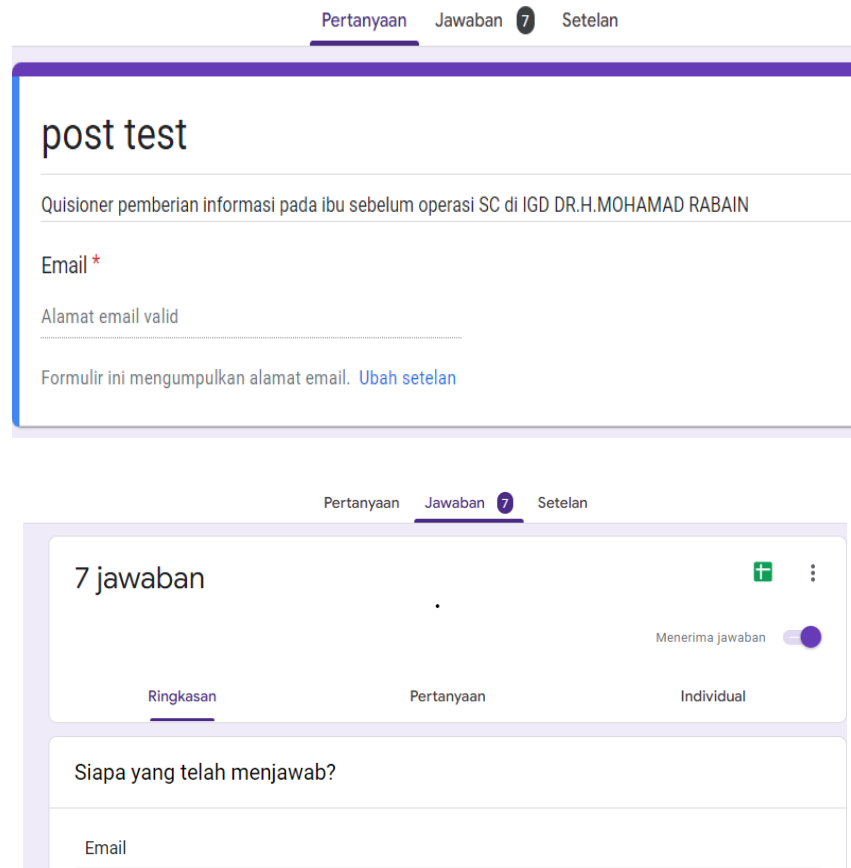 Pertanyaan Jawaban 7 Setelan
post test
Quisioner pemberian informasi pada ibu sebelum operasi SC di IGD DR.H.MOHAMAD RABAIN
Email *
Alamat email valid
Formulir ini mengumpulkan alamat email. Ubah setelan
Pertanyaan Jawaban 7 Setelan
7 jawaban
.
Menerima jawaban
Ringkasan Pertanyaan Individual
Siapa yang telah menjawab?
Email